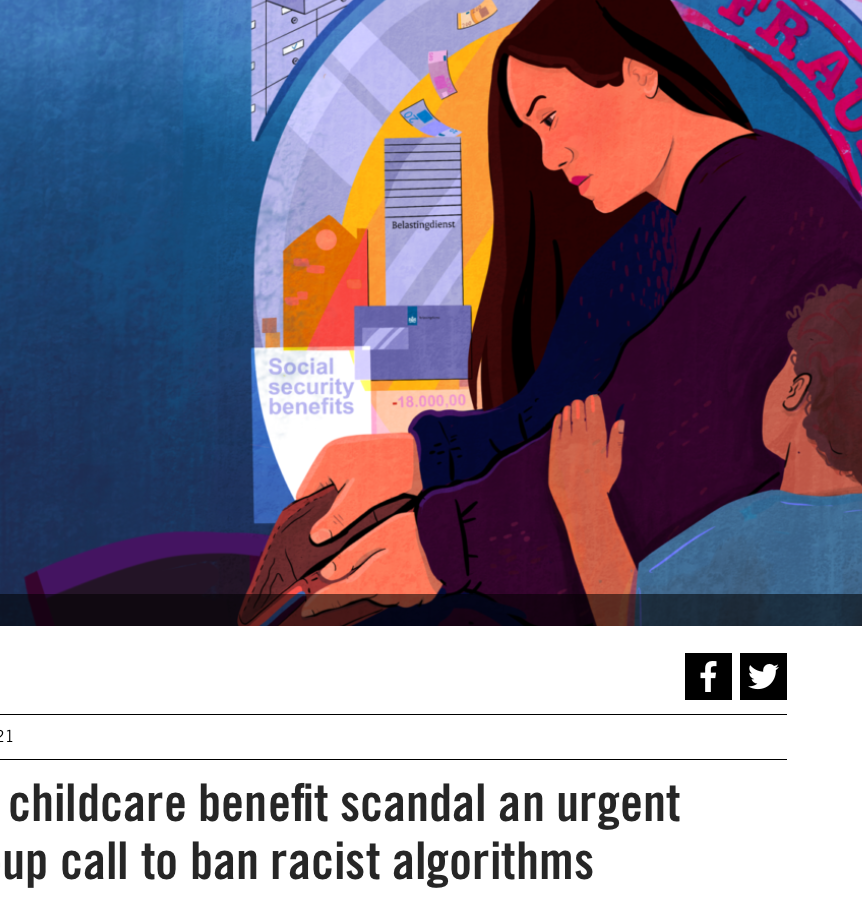 FRAU
Belastingdienst
Social
security
benefits
-18.000,00
21
childcare benefit scandal an urgent
up call to ban racist algorithms